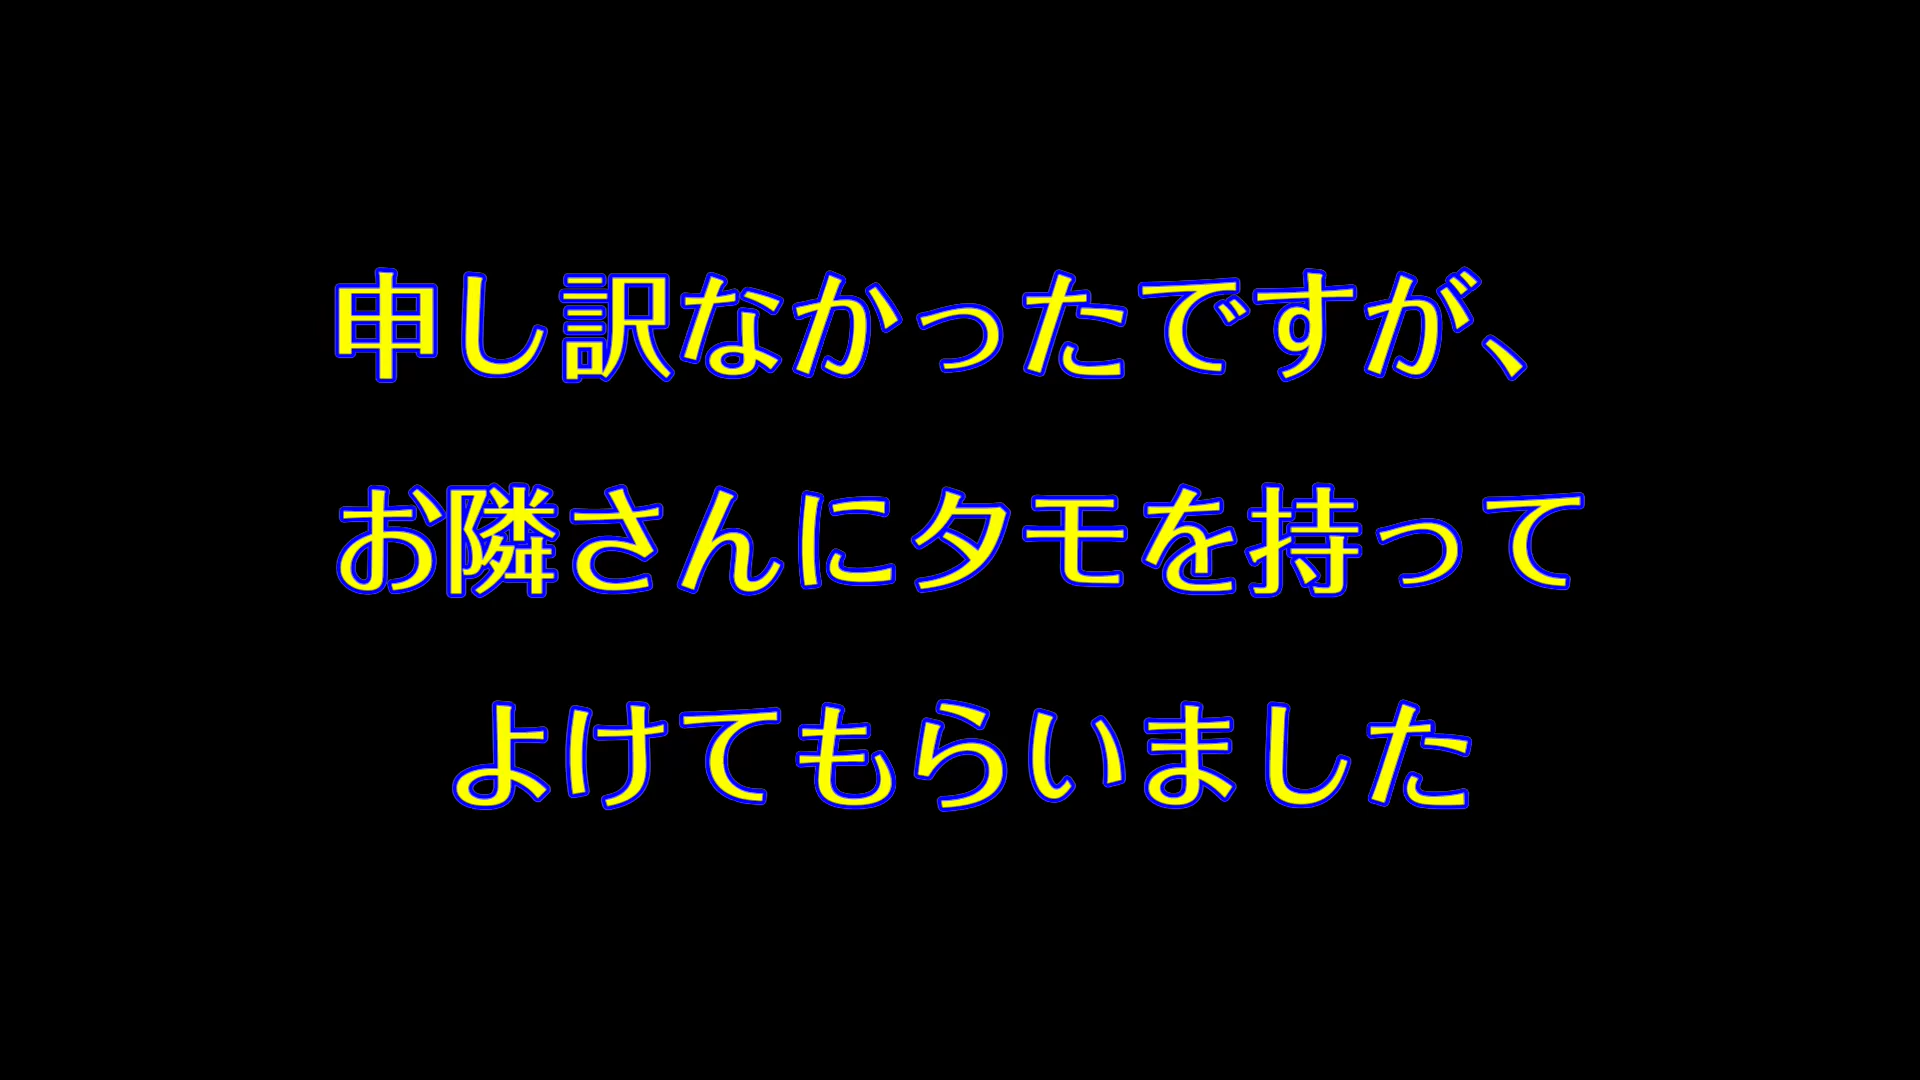 申し訳なかったですが、
お隣さんにタモを持って
よけてもらいました